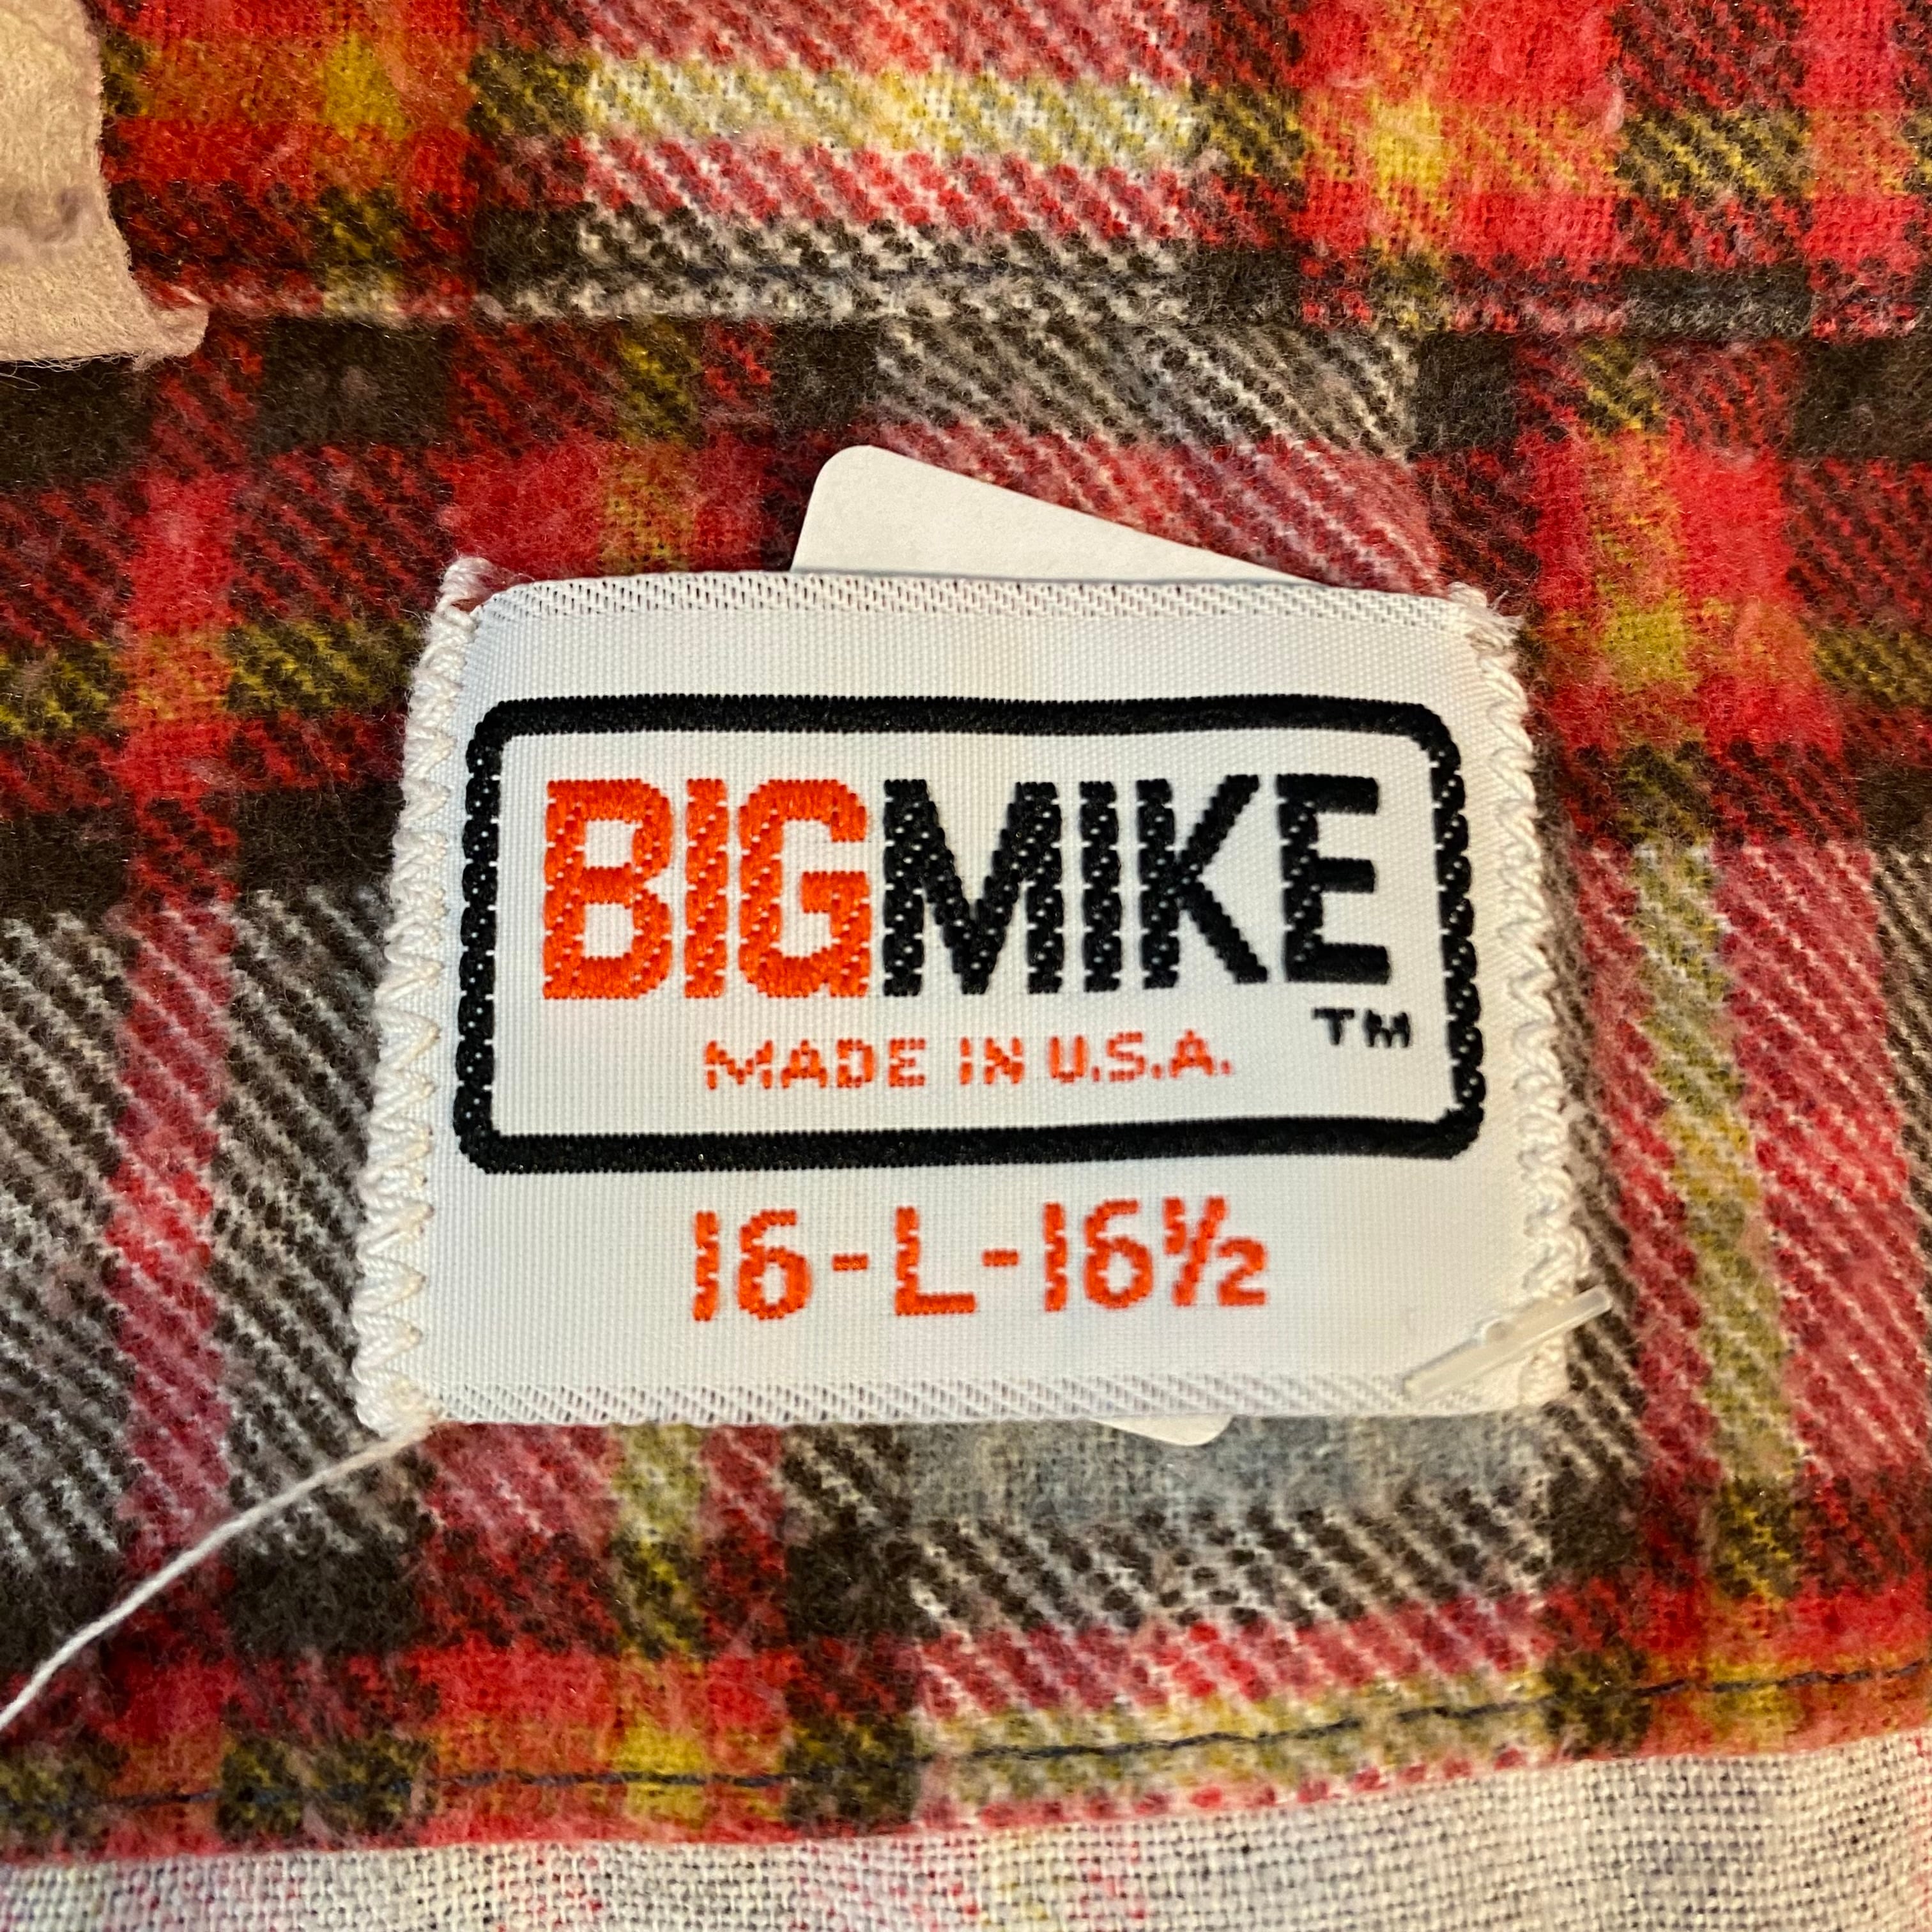 BIGMIKE
TM
MADE IN U.S.A.
16-L-16½